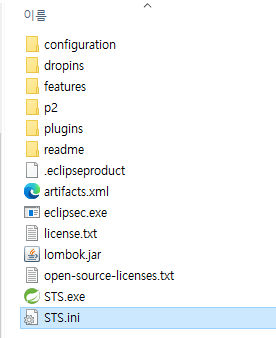 이름
configuration
dropins
features
p2
plugins
readme
.eclipseproduct
artifacts.xml
eclipsec.exe
license.txt
lombok.jar
open-source-licenses.txt
STS.exe
STS.ini